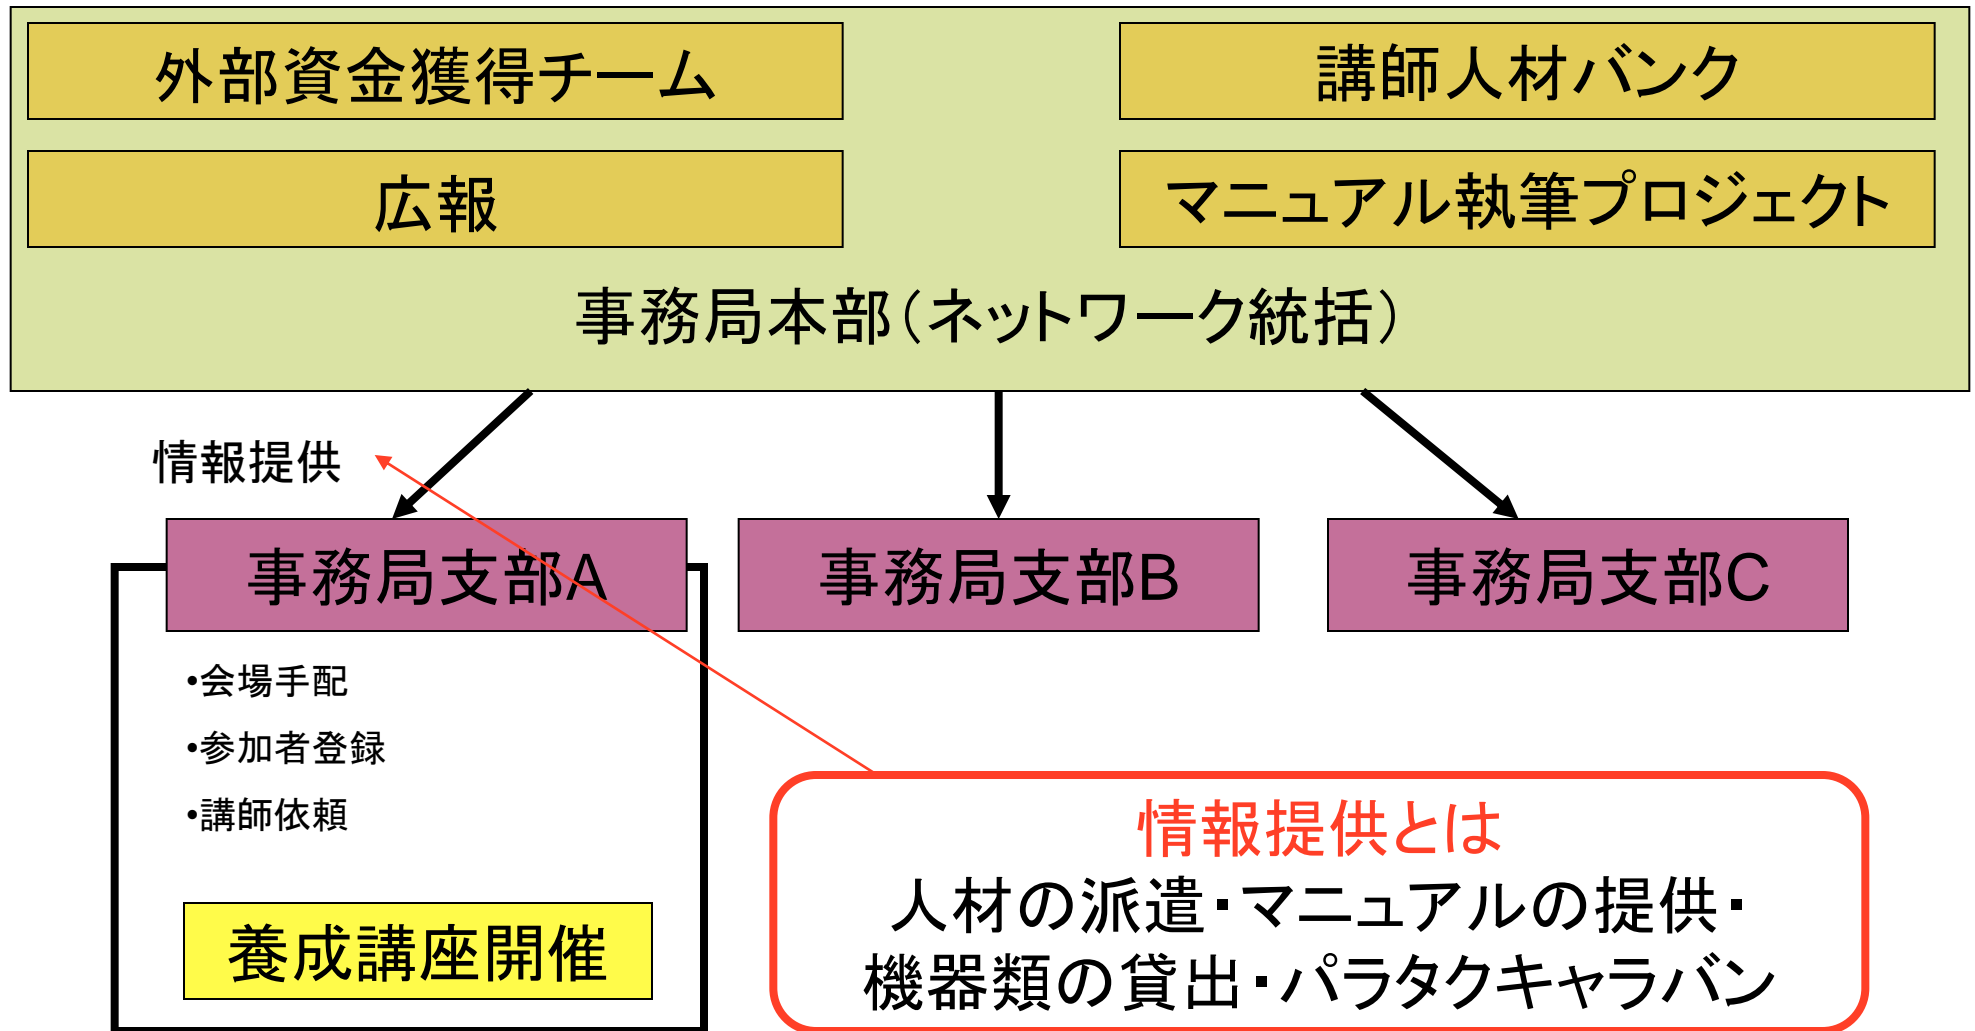 外部資金獲得チーム
講師人材バンク
広報
マニュアル執筆プロジェクト
事務局本部（ネットワーク統括）
情報提供
事務局支部A
事務局支部B
事務局支部C
•会場手配
•参加者登録
•講師依頼
養成講座開催
情報提供とは
人材の派遣・マニュアルの提供・
機器類の貸出・パラタクキャラバン